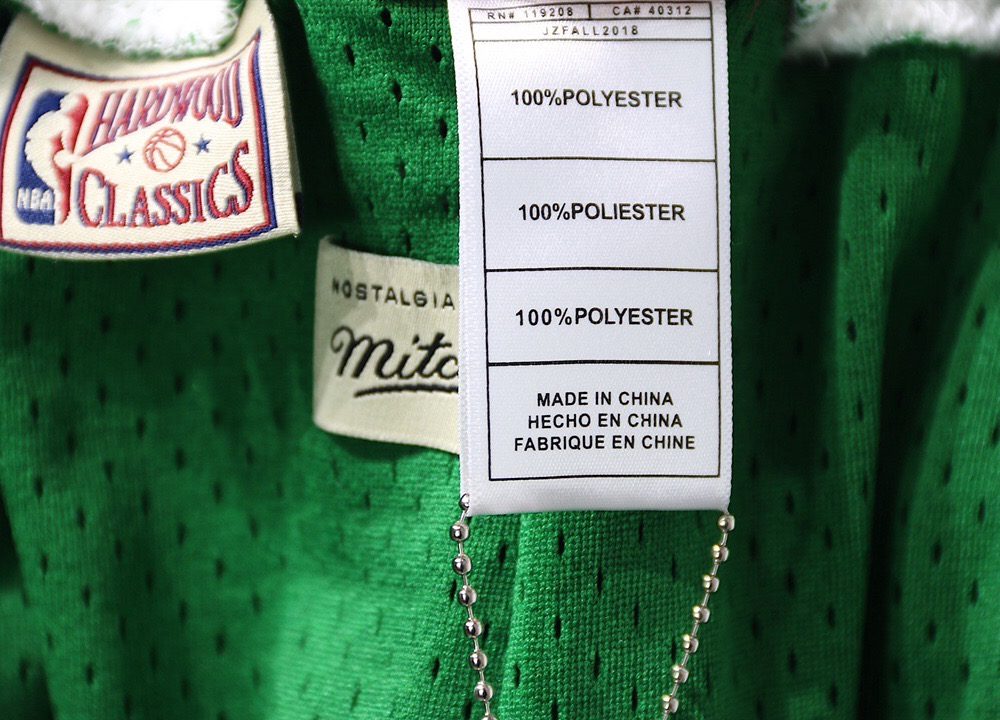 HARDWOOD
CLASSICS
NBA
NOSTALGIA
Mitc
RN# 119208 CA# 40312
JZFALL2018
100%POLYESTER
100%POLIESTER
100%POLYESTER
MADE IN CHINA
HECHO EN CHINA
FABRIQUE EN CHINE